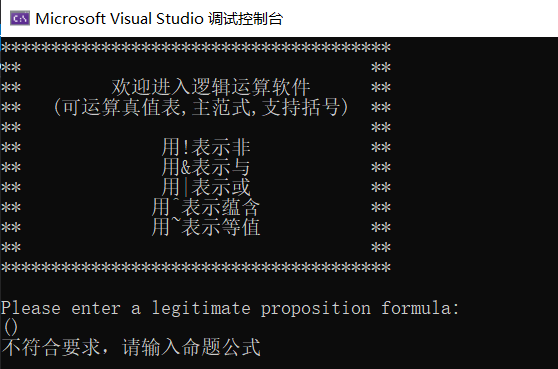 Microsoft Visual Studio 调试控制台
***************************************
** **
** 欢迎进入逻辑运算软件 **
** (可运算真值表,主范式,支持括号) **
** **
** 用!表示非 **
** 用&表示与 **
** 用|表示或 **
** 用^表示蕴含 **
** 用~表示等值 **
** **
***************************************
Please enter a legitimate proposition formula:
()
不符合要求，请输入命题公式